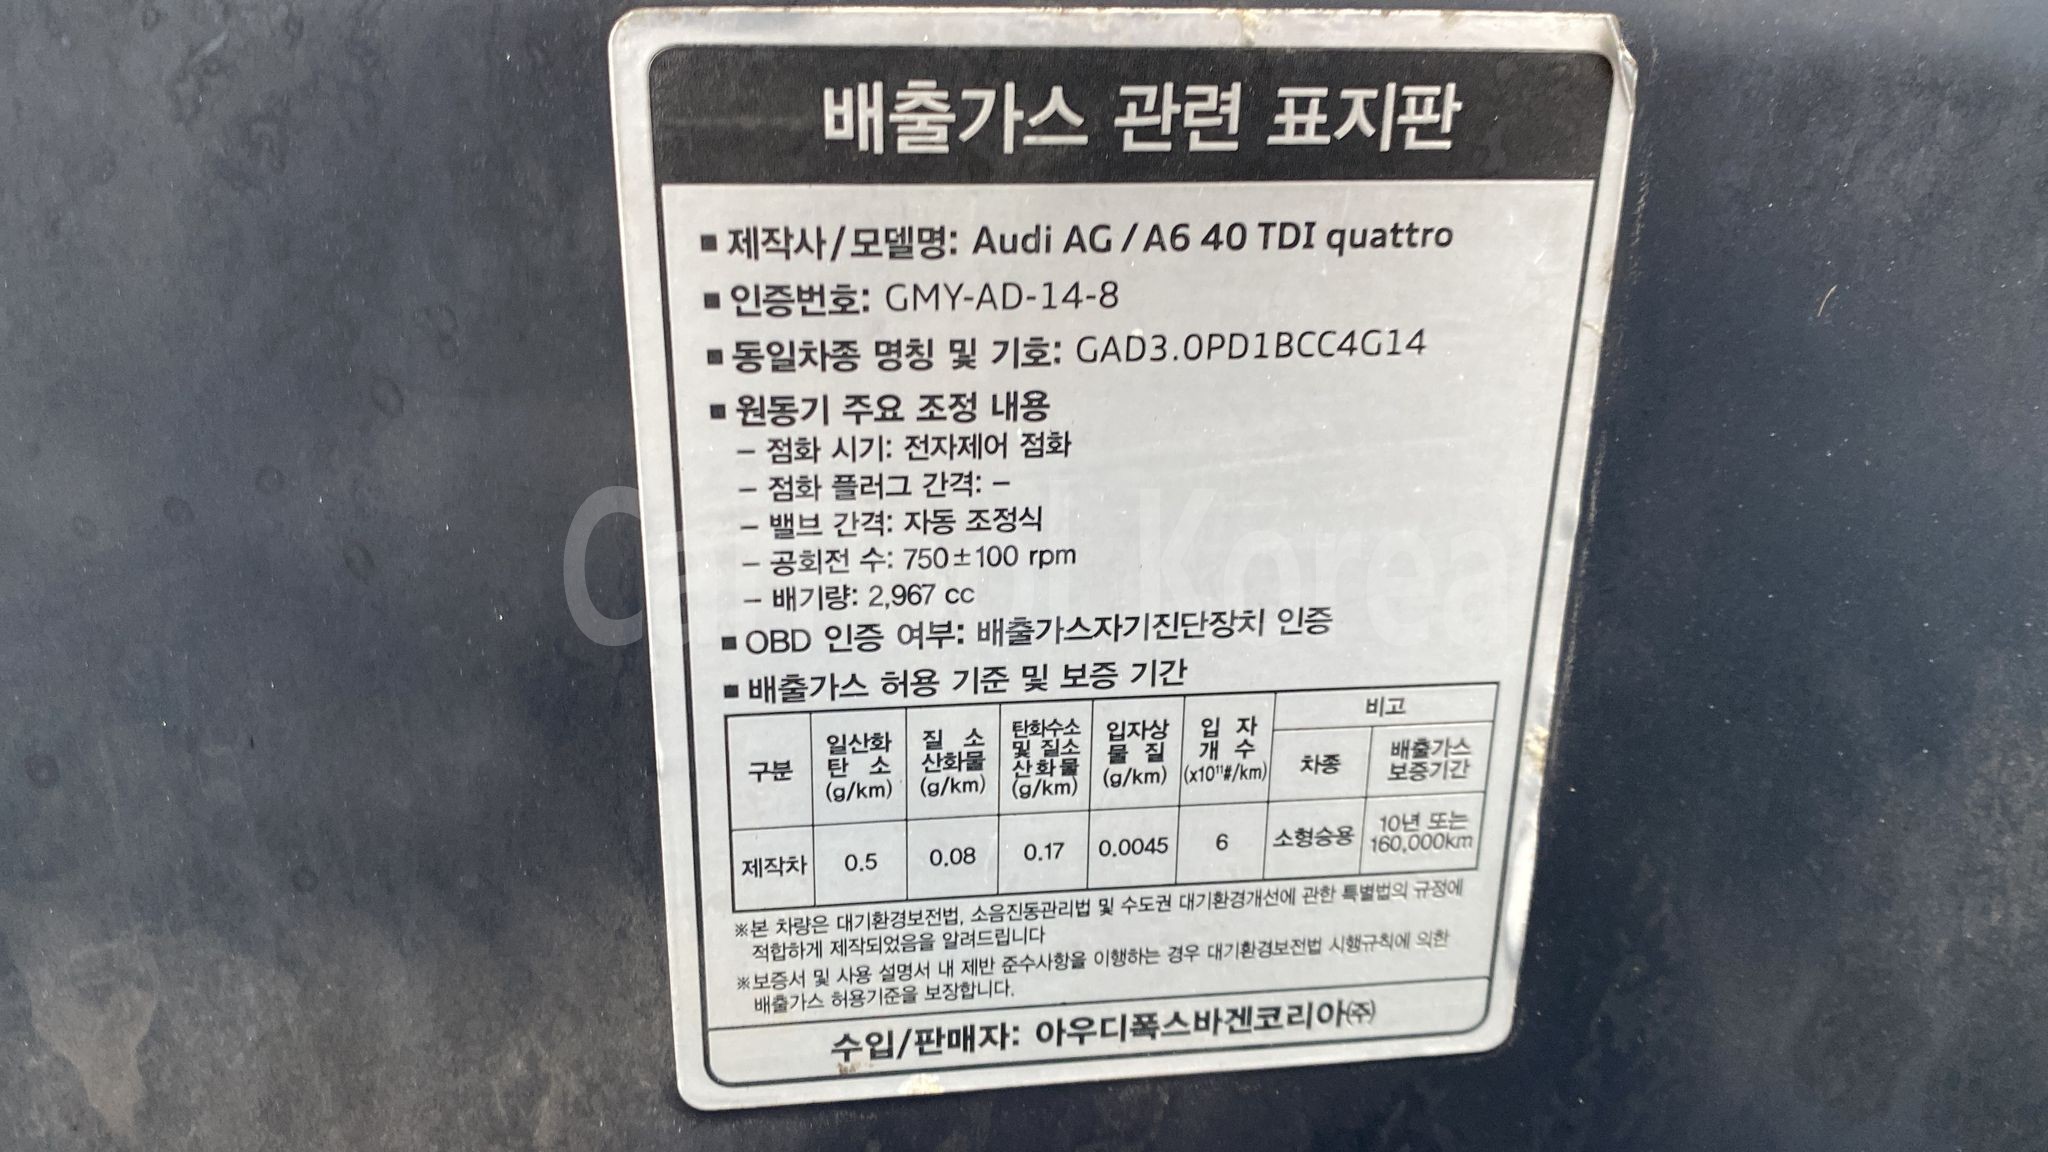 배출가스 관련 표지판
■ 제작사/모델명: Audi AG / A6 40 TDI quattro
■ 인증번호: GMY-AD-14-8
■ 동일차종 명칭 및 기호: GAD3.0PD1BCC4G14
■ 원동기 주요 조정 내용
– 점화 시기: 전자제어 점화
– 점화 플러그 간격: –
– 밸브 간격: 자동 조정식
– 공회전 수: 750±100 rpm
– 배기량: 2,967 cc
■ OBD 인증 여부: 배출가스자기진단장치 인증
■ 배출가스 허용 기준 및 보증 기간
구분
일산화
탄 소
(g/km)
질 소
산화물
(g/km)
탄화수소
및 질소
산화물
(g/km)
입자상
물 질
(g/km)
입 자
개 수
(x10¹¹#/km)
비고
차종
배출가스
보증기간
제작차
0.5
0.08
0.17
0.0045
6
소형승용
10년 또는
160,000km
※본 차량은 대기환경보전법, 소음진동관리법 및 수도권 대기환경개선에 관한 특별법의 규정에
적합하게 제작되었음을 알려드립니다
※보증서 및 사용 설명서 내 제반 준수사항을 이행하는 경우 대기환경보전법 시행규칙에 의한
배출가스 허용기준을 보장합니다.
수입/판매자: 아우디폭스바겐코리아㈜